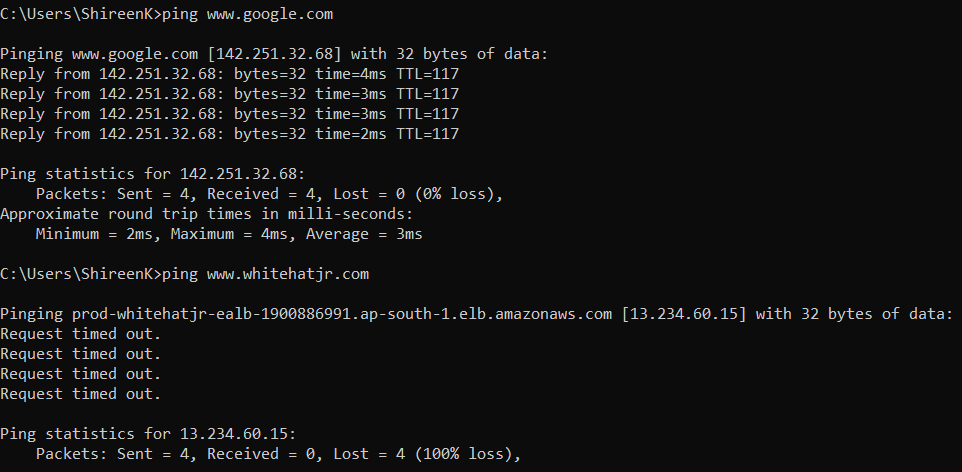 C:\Users\ShireenK>ping www.google.com
Pinging www.google.com [142.251.32.68] with 32 bytes of data:
Reply from 142.251.32.68: bytes=32 time=4ms TTL=117
Reply from 142.251.32.68: bytes=32 time=3ms TTL=117
Reply from 142.251.32.68: bytes=32 time=3ms TTL=117
Reply from 142.251.32.68: bytes=32 time=2ms TTL=117
Ping statistics for 142.251.32.68:
    Packets: Sent = 4, Received = 4, Lost = 0 (0% loss),
Approximate round trip times in milli-seconds:
    Minimum = 2ms, Maximum = 4ms, Average = 3ms
C:\Users\ShireenK>ping www.whitehatjr.com
Pinging prod-whitehatjr-ealb-1900886991.ap-south-1.elb.amazonaws.com [13.234.60.15] with 32 bytes of data:
Request timed out.
Request timed out.
Request timed out.
Request timed out.
Ping statistics for 13.234.60.15:
    Packets: Sent = 4, Received = 0, Lost = 4 (100% loss),